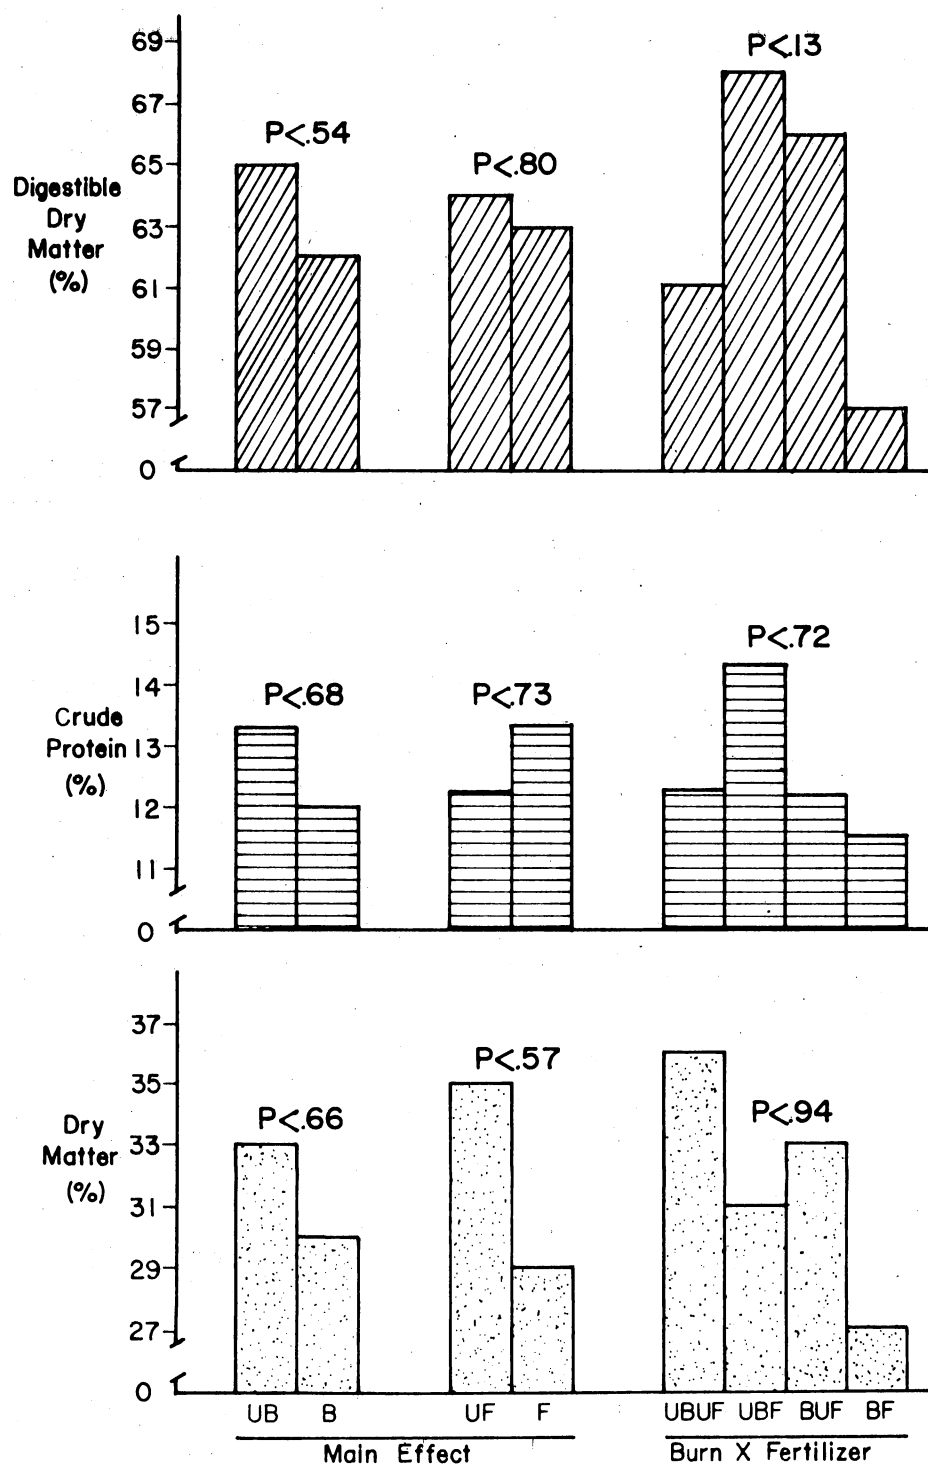 69
P<.13
67
P<.54
65
P<.80
Digestible
Dry
Matter
(%)
63
61
59
57
0
15
P<.72
14
P<.68
P<.73
Crude
Protein
(%)
13
12
11
0
37
P<.57
35
P<.66
P<.94
Dry
Matter
(%)
33
31
29
27
0
UB B UF F UBUF UBF BUF BF
Main Effect Burn X Fertilizer